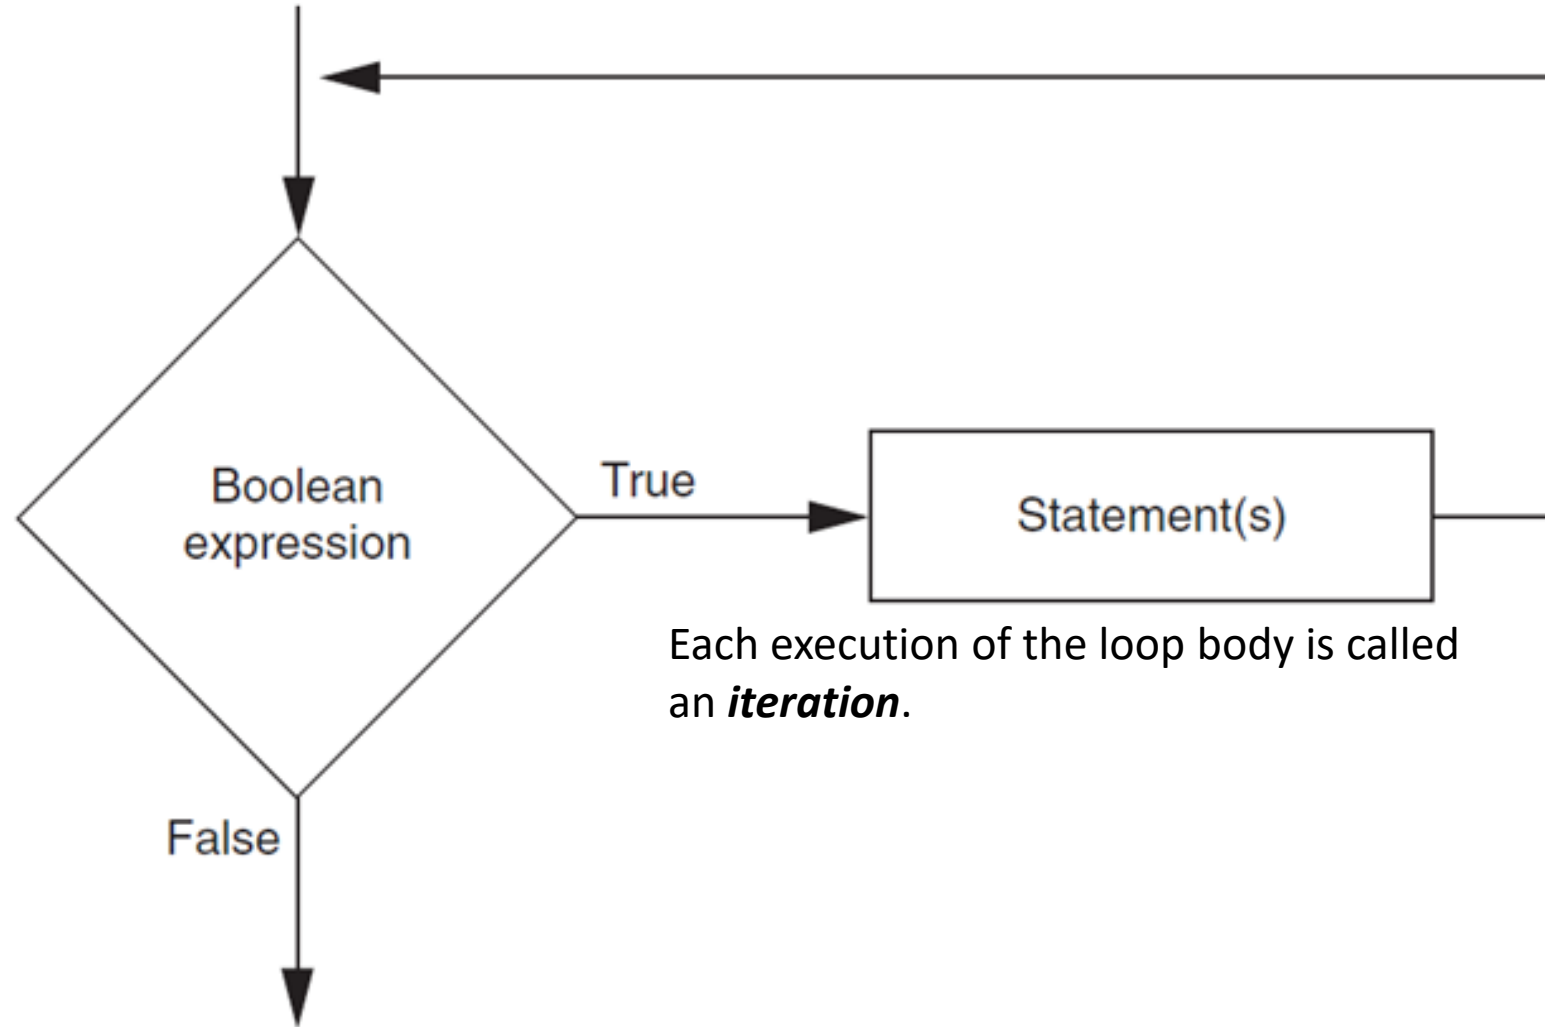 Boolean
expression
True
Statement(s)
Each execution of the loop body is called
an iteration.
False